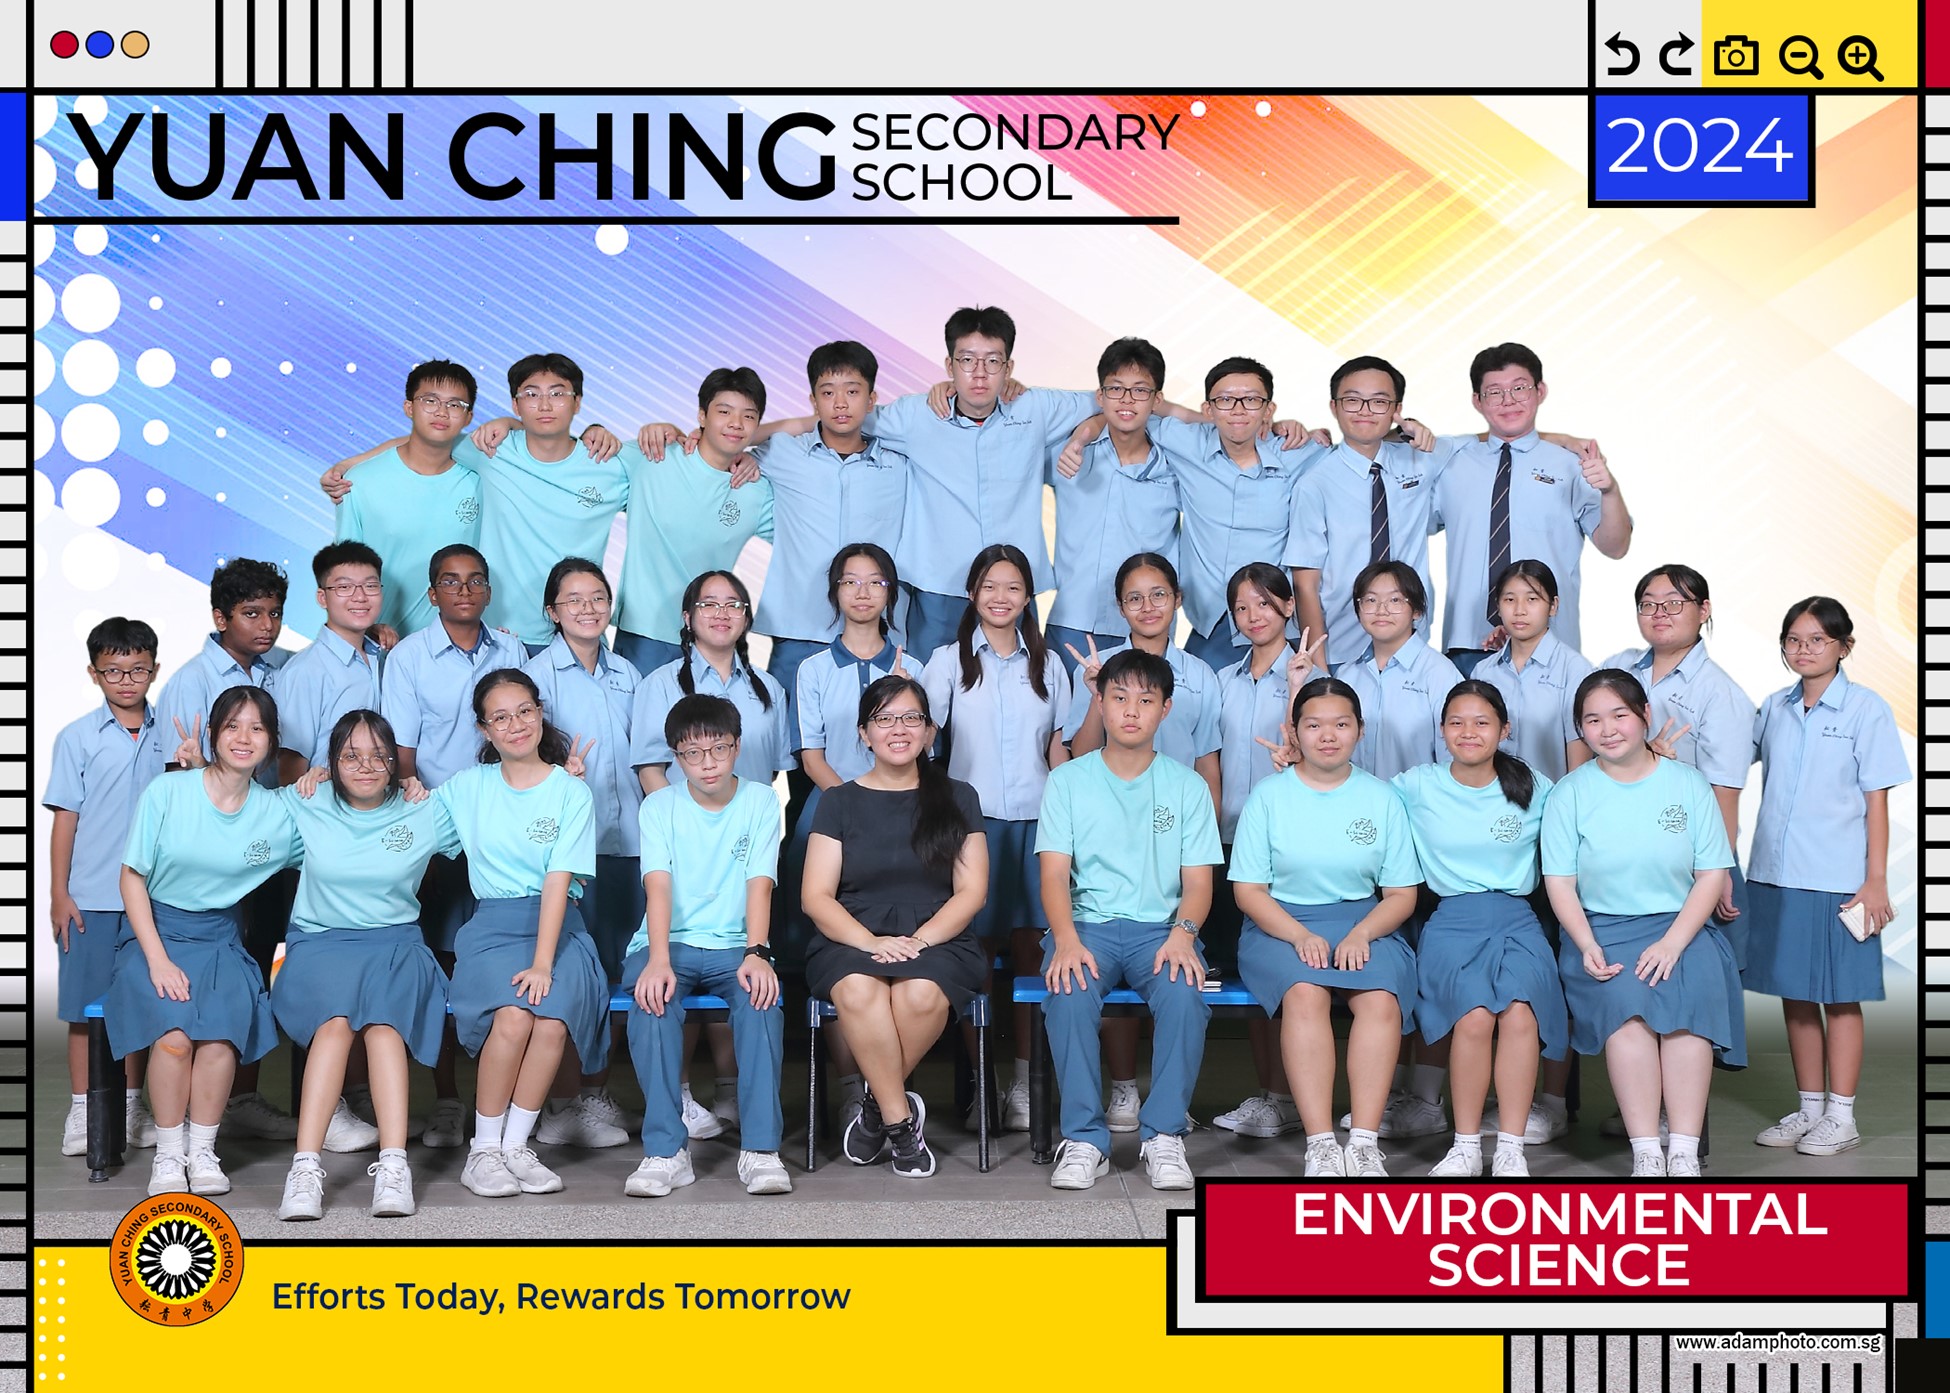 YUAN CHING
SECONDARY
SCHOOL
2024
ENVIRONMENTAL
SCIENCE
YUAN CHING SECONDARY SCHOOL
Efforts Today, Rewards Tomorrow
www.adamphoto.com.sg